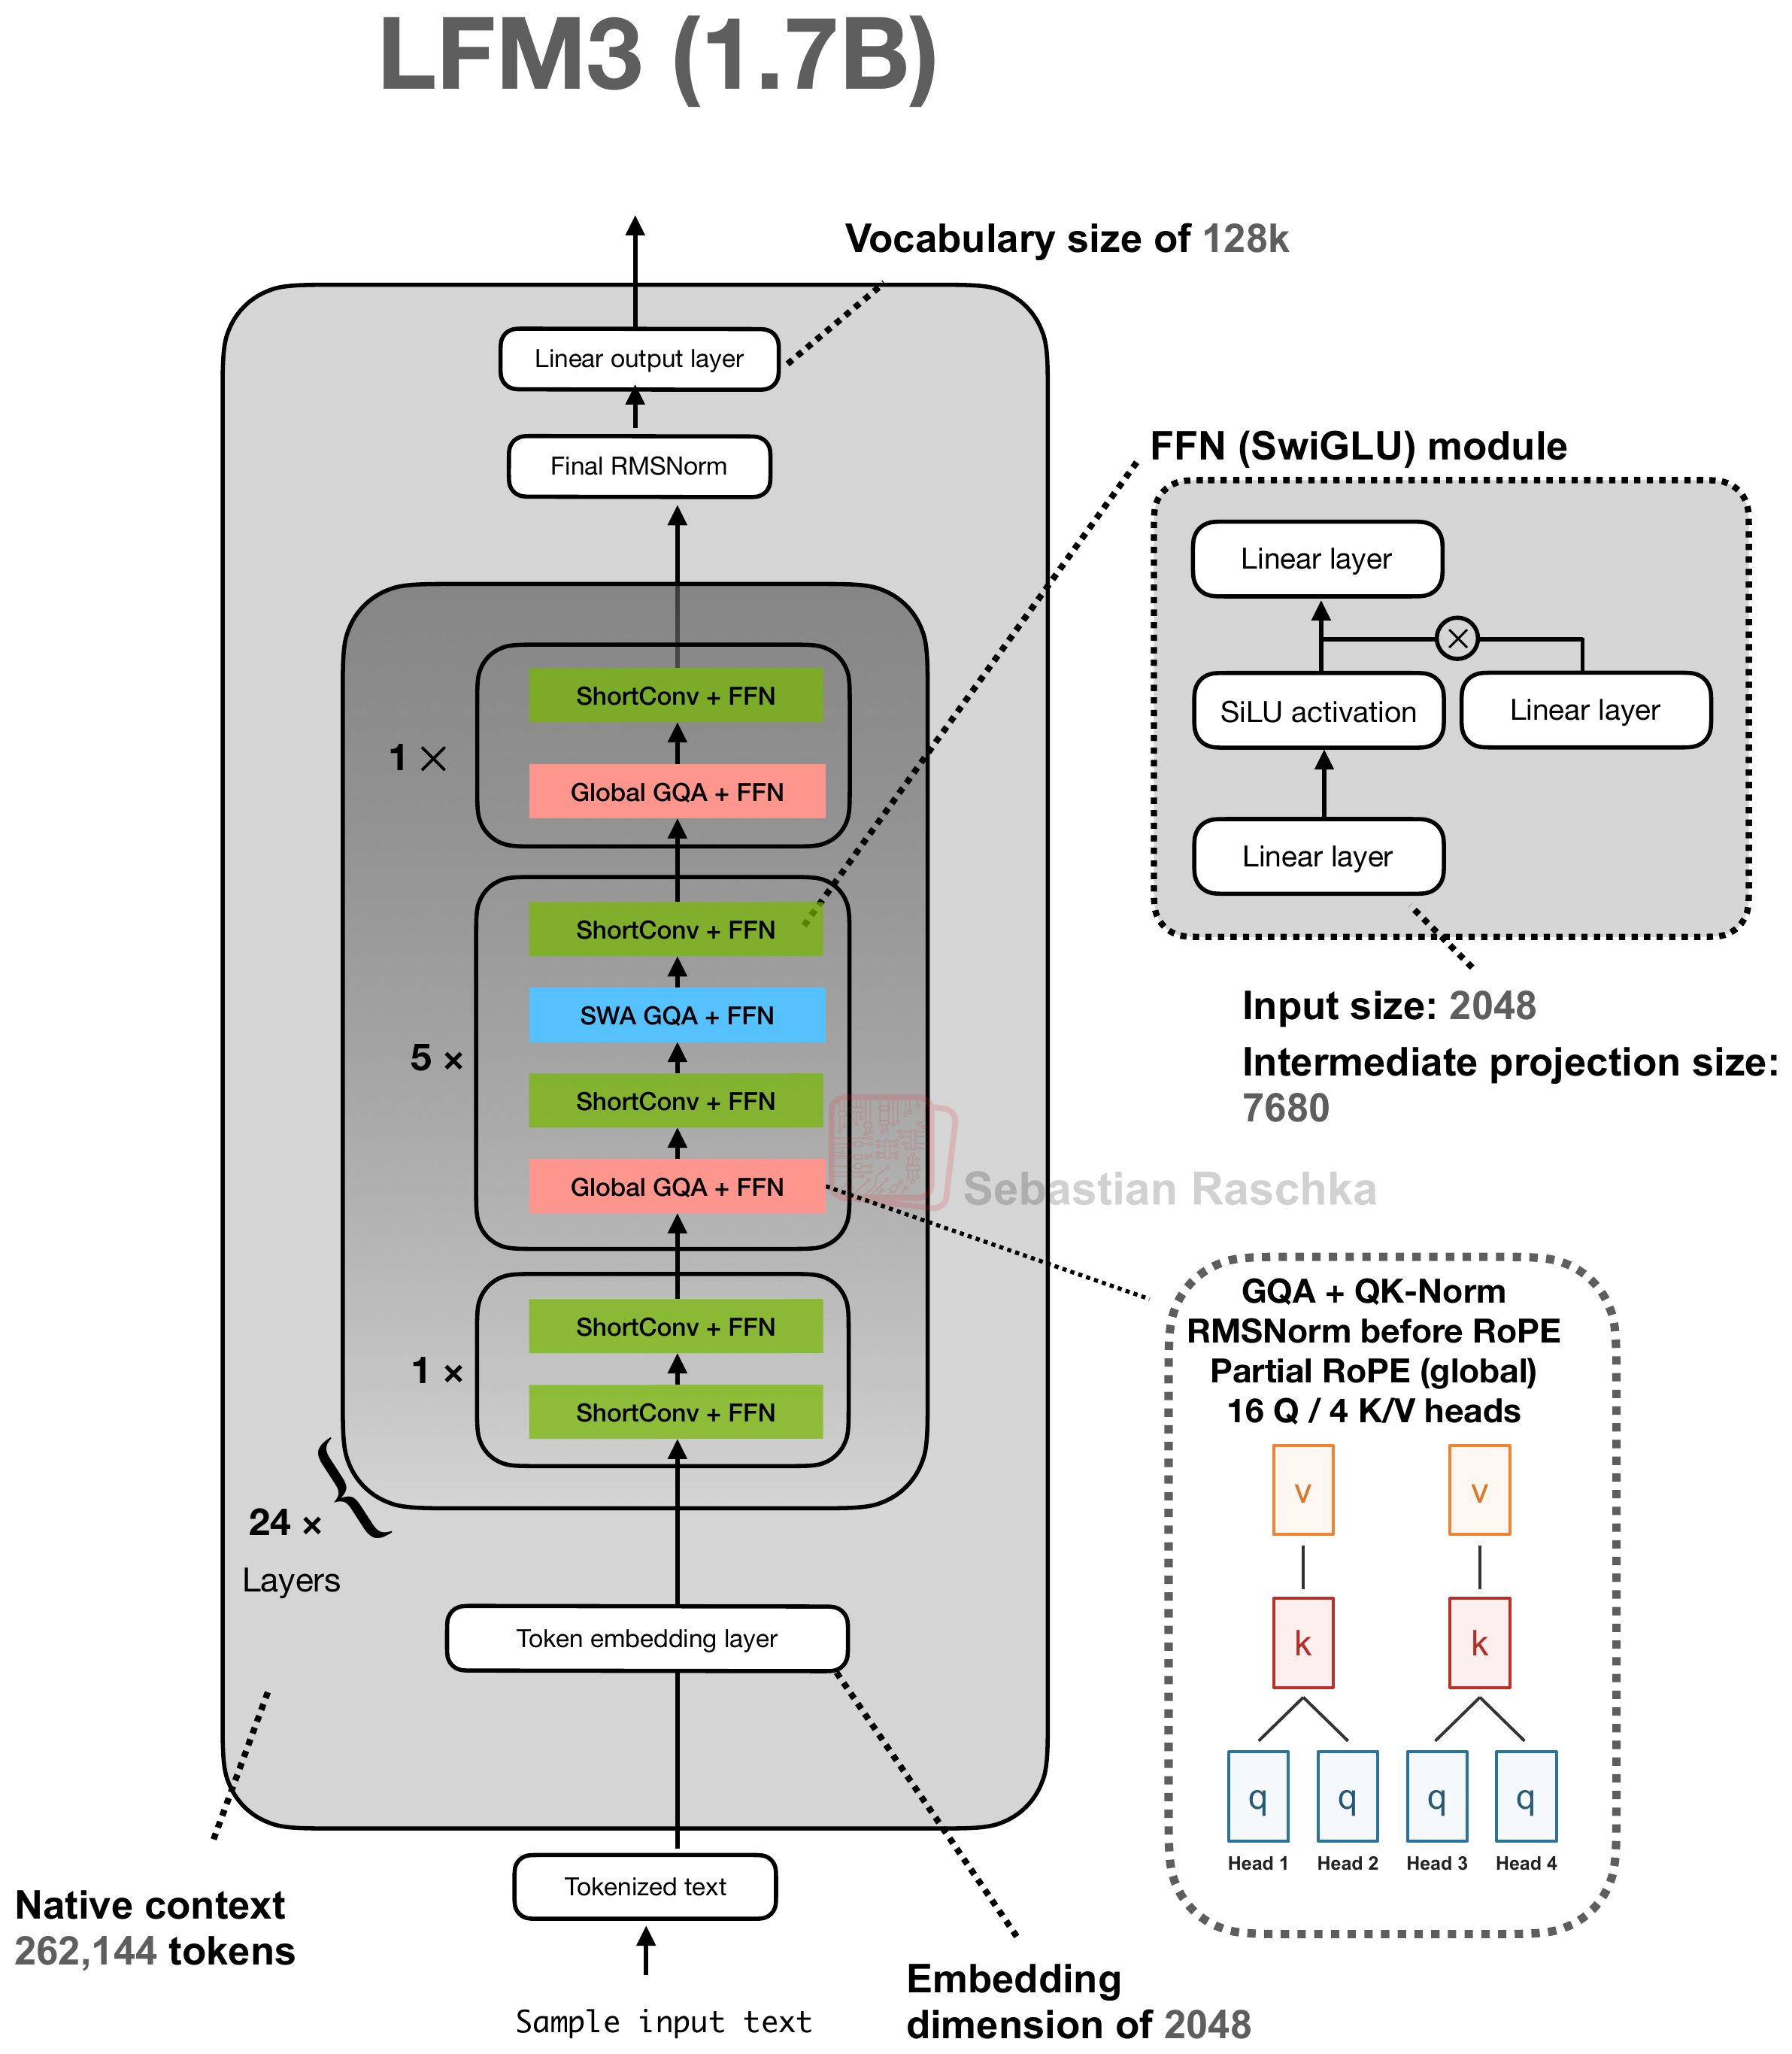 LFM3 (1.7B)
Vocabulary size of 128k
Linear output layer
Final RMSNorm
FFN (SwiGLU) module
Linear layer
SiLU activation
Linear layer
Linear layer
Input size: 2048
Intermediate projection size:
7680
1 ×
ShortConv + FFN
Global GQA + FFN
5 ×
ShortConv + FFN
SWA GQA + FFN
ShortConv + FFN
Global GQA + FFN
Sebastian Raschka
1 ×
ShortConv + FFN
ShortConv + FFN
24 ×
Layers
GQA + QK-Norm
RMSNorm before RoPE
Partial RoPE (global)
16 Q / 4 K/V heads
v v
k k
q q q q
Head 1 Head 2 Head 3 Head 4
Token embedding layer
Tokenized text
Native context
262,144 tokens
Embedding
dimension of 2048
Sample input text